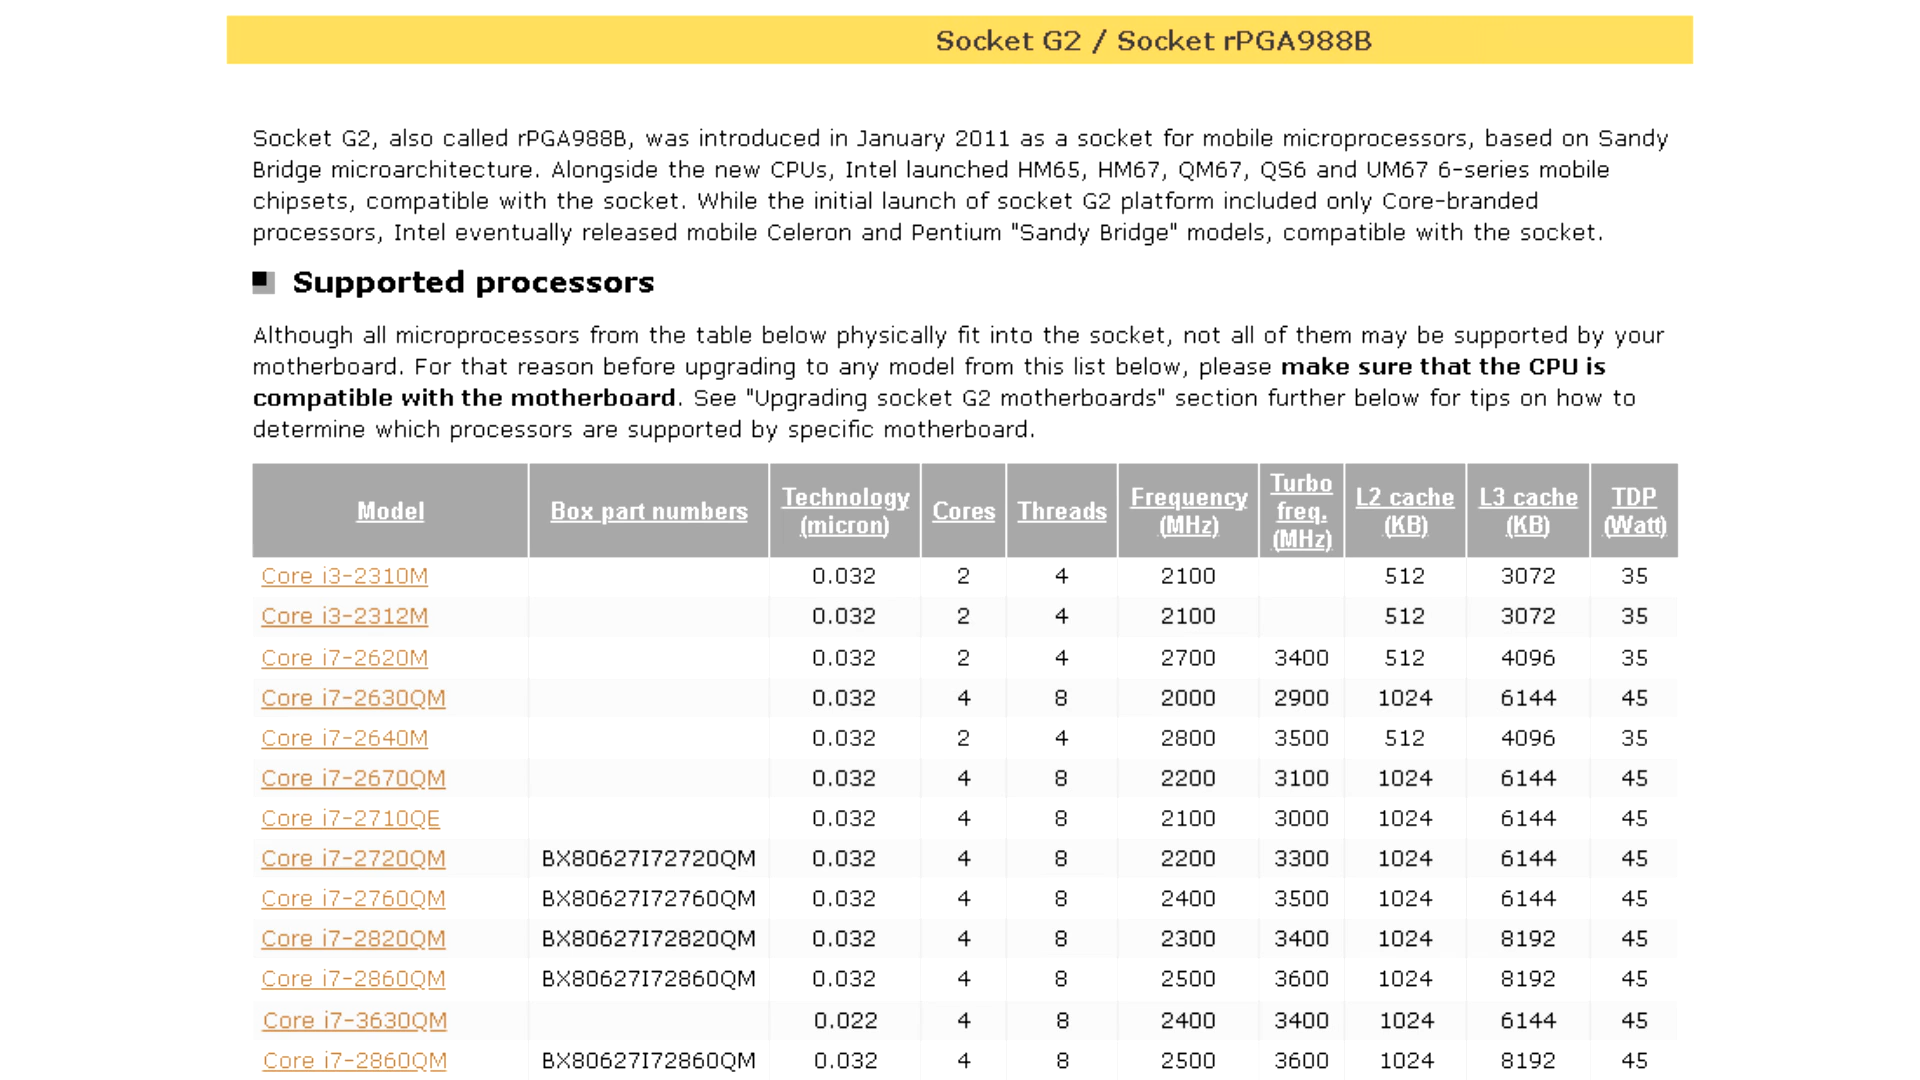 Socket G2 / Socket rPGA988B
Socket G2, also called rPGA988B, was introduced in January 2011 as a socket for mobile microprocessors, based on Sandy
Bridge microarchitecture. Alongside the new CPUs, Intel launched HM65, HM67, QM67, QS6 and UM67 6-series mobile
chipsets, compatible with the socket. While the initial launch of socket G2 platform included only Core-branded
processors, Intel eventually released mobile Celeron and Pentium "Sandy Bridge" models, compatible with the socket.
Supported processors
Although all microprocessors from the table below physically fit into the socket, not all of them may be supported by your
motherboard. For that reason before upgrading to any model from this list below, please make sure that the CPU is
compatible with the motherboard. See "Upgrading socket G2 motherboards" section further below for tips on how to
determine which processors are supported by specific motherboard.
Model Box part numbers Technology (micron) Cores Threads Frequency (MHz) Turbo freq. (MHz) L2 cache (KB) L3 cache (KB) TDP (Watt)
Core i3-2310M 0.032 2 4 2100 512 3072 35
Core i3-2312M 0.032 2 4 2100 512 3072 35
Core i7-2620M 0.032 2 4 2700 3400 512 4096 35
Core i7-2630QM 0.032 4 8 2000 2900 1024 6144 45
Core i7-2640M 0.032 2 4 2800 3500 512 4096 35
Core i7-2670QM 0.032 4 8 2200 3100 1024 6144 45
Core i7-2710QE 0.032 4 8 2100 3000 1024 6144 45
Core i7-2720QM BX80627I72720QM 0.032 4 8 2200 3300 1024 6144 45
Core i7-2760QM BX80627I72760QM 0.032 4 8 2400 3500 1024 6144 45
Core i7-2820QM BX80627I72820QM 0.032 4 8 2300 3400 1024 8192 45
Core i7-2860QM BX80627I72860QM 0.032 4 8 2500 3600 1024 8192 45
Core i7-3630QM 0.022 4 8 2400 3400 1024 6144 45
Core i7-2860QM BX80627I72860QM 0.032 4 8 2500 3600 1024 8192 45